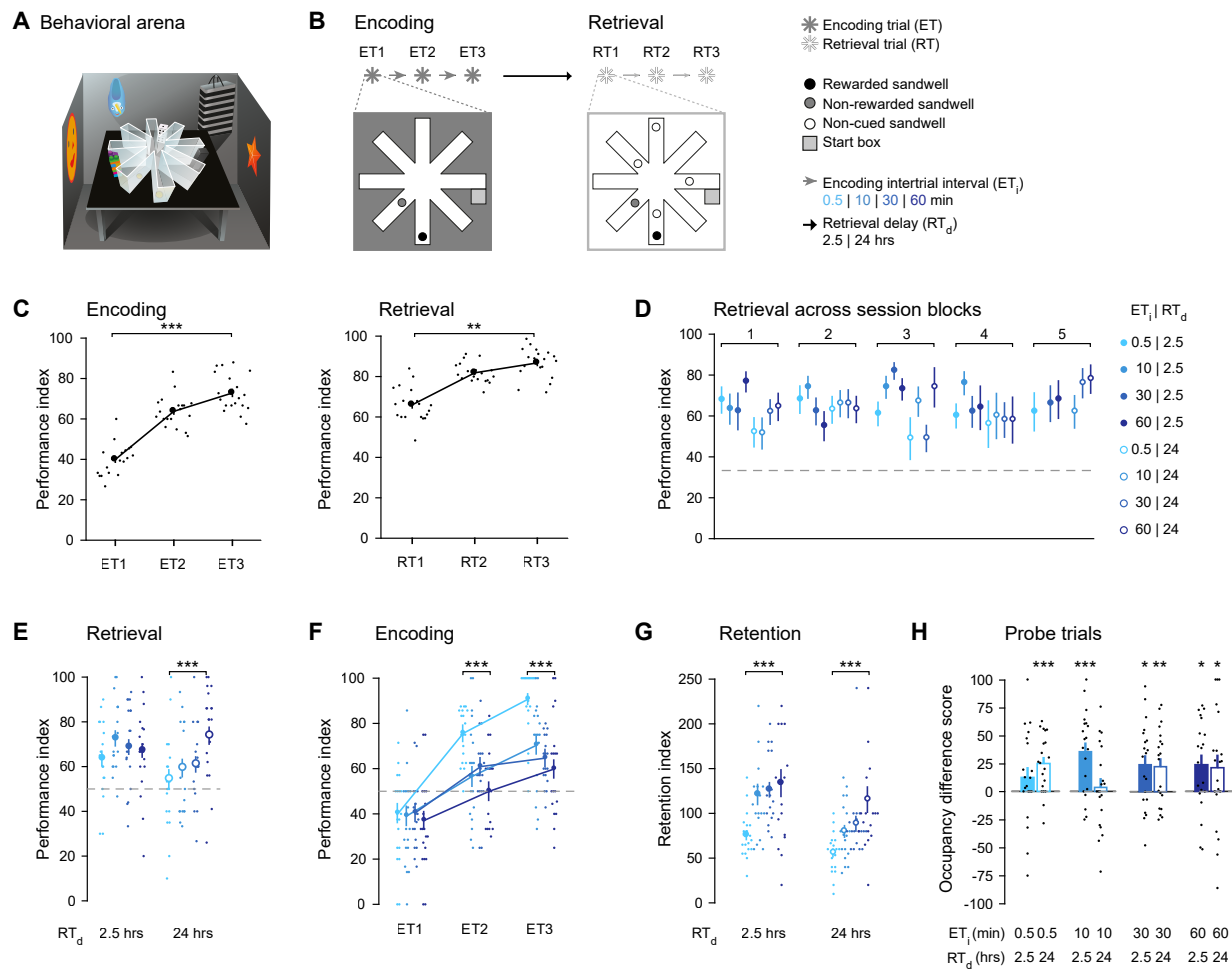 A Behavioral arena
B Encoding
Retrieval
ET1 ET2 ET3
RT1 RT2 RT3
Encoding trial (ET)
Retrieval trial (RT)
Rewarded sandwell
Non-rewarded sandwell
Non-cued sandwell
Start box
Encoding intertrial interval (ETi)
0.5 | 10 | 30 | 60 min
Retrieval delay (RTd)
2.5 | 24 hrs
C Encoding
***
Performance index
100
80
60
40
20
0
ET1 ET2 ET3
Retrieval
**
Performance index
100
80
60
40
20
0
RT1 RT2 RT3
D Retrieval across session blocks
1 2 3 4 5
Performance index
100
80
60
40
20
0
ETi | RTd
0.5 | 2.5
10 | 2.5
30 | 2.5
60 | 2.5
0.5 | 24
10 | 24
30 | 24
60 | 24
E Retrieval
***
Performance index
100
80
60
40
20
0
RTd 2.5 hrs 24 hrs
F Encoding
*** ***
Performance index
100
80
60
40
20
0
ET1 ET2 ET3
G Retention
*** ***
Retention index
250
200
150
100
50
0
RTd 2.5 hrs 24 hrs
H Probe trials
*** *** * ** * *
Occupancy difference score
100
75
50
25
0
-25
-50
-75
-100
ETi (min) 0.5 0.5 10 10 30 30 60 60
RTd (hrs) 2.5 24 2.5 24 2.5 24 2.5 24